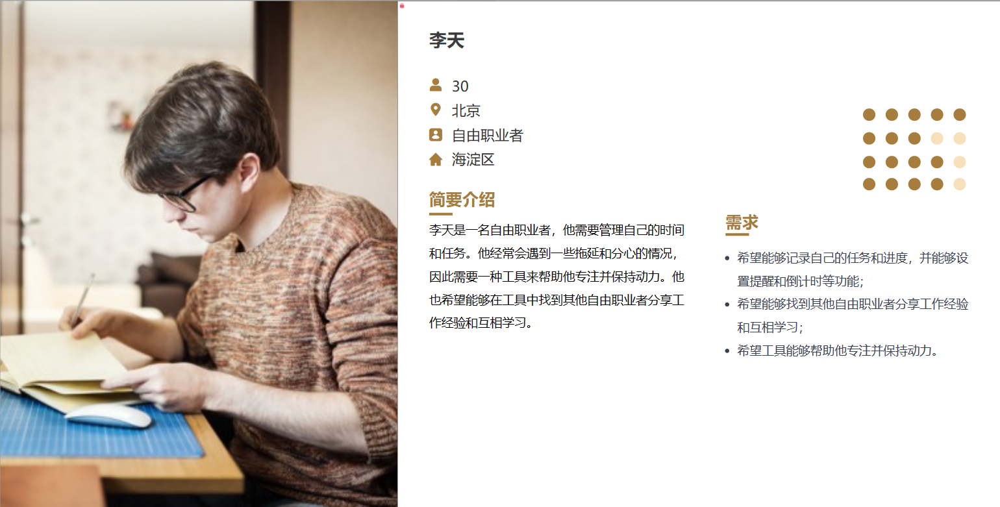 李天
30
北京
自由职业者
海淀区
简要介绍
李天是一名自由职业者，他需要管理自己的时间
和任务。他经常会遇到一些拖延和分心的情况，
因此需要一种工具来帮助他专注并保持动力。他
也希望能够在工具中找到其他自由职业者分享工
作经验和互相学习。
需求
• 希望能够记录自己的任务和进度，并能够设
置提醒和倒计时等功能；
• 希望能够找到其他自由职业者分享工作经验
和互相学习；
• 希望工具能够帮助他专注并保持动力。